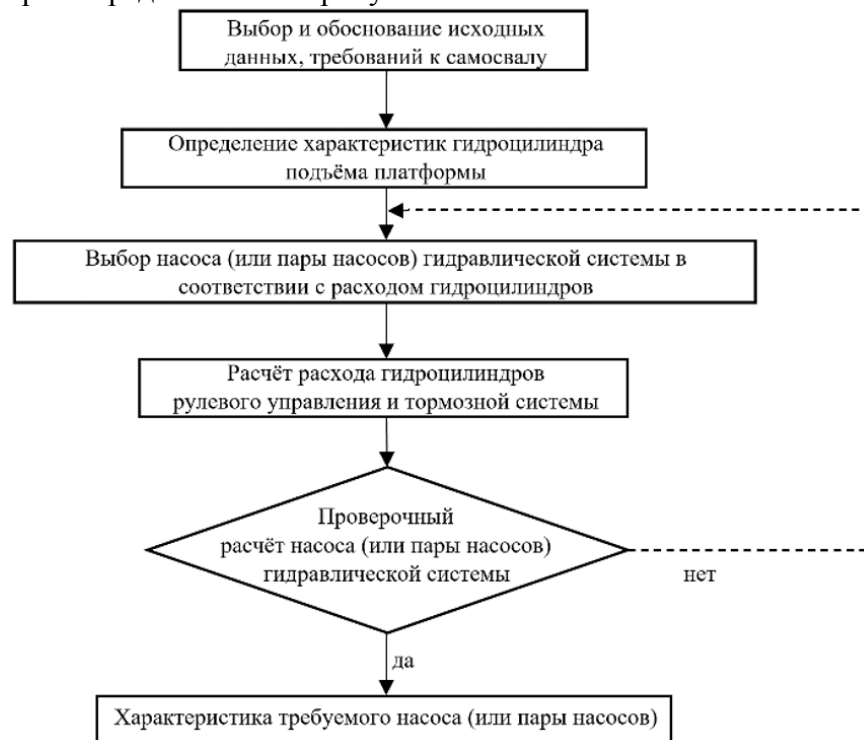 Выбор и обоснование исходных
данных, требований к самосвалу
Определение характеристик гидроцилиндра
подъёма платформы
Выбор насоса (или пары насосов) гидравлической системы в
соответствии с расходом гидроцилиндров
Расчёт расхода гидроцилиндров
рулевого управления и тормозной системы
Проверочный
расчёт насоса (или пары насосов)
гидравлической системы
нет
да
Характеристика требуемого насоса (или пары насосов)